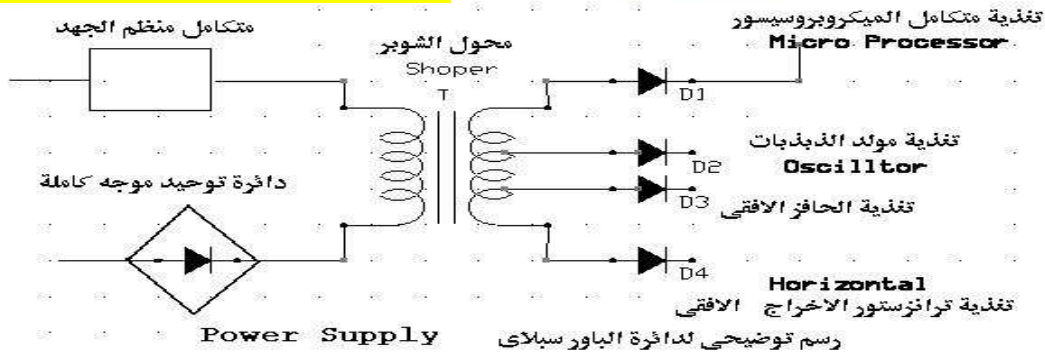 تغذية متكامل الميكروبروسيسور
Micro Processor
متكامل منظم الجهد
محول الشوبر
Shoper
T
D1
تغذية مولد الذبذبات
Oscilltor
D2
دائرة توحيد موجه كاملة
D3
تغذية الحافز الافقى
D4
Horizontal
تغذية ترانزستور الاخراج الافقى
Power Supply
رسم توضيحى لدائرة الباور سبلاى